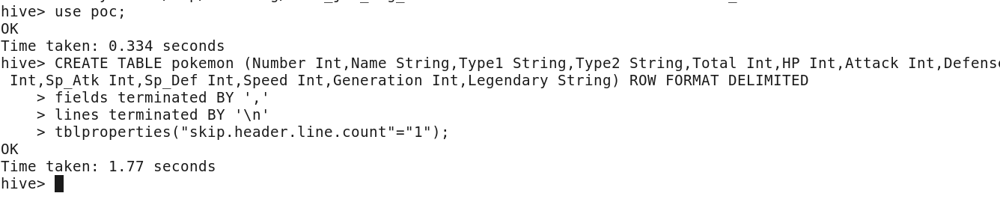 hive> use poc;
OK
Time taken: 0.334 seconds
hive> CREATE TABLE pokemon (Number Int,Name String,Type1 String,Type2 String,Total Int,HP Int,Attack Int,Defense
 Int,Sp_Atk Int,Sp_Def Int,Speed Int,Generation Int,Legendary String) ROW FORMAT DELIMITED
    > fields terminated BY ','
    > lines terminated BY '\n'
    > tblproperties("skip.header.line.count"="1");
OK
Time taken: 1.77 seconds
hive>